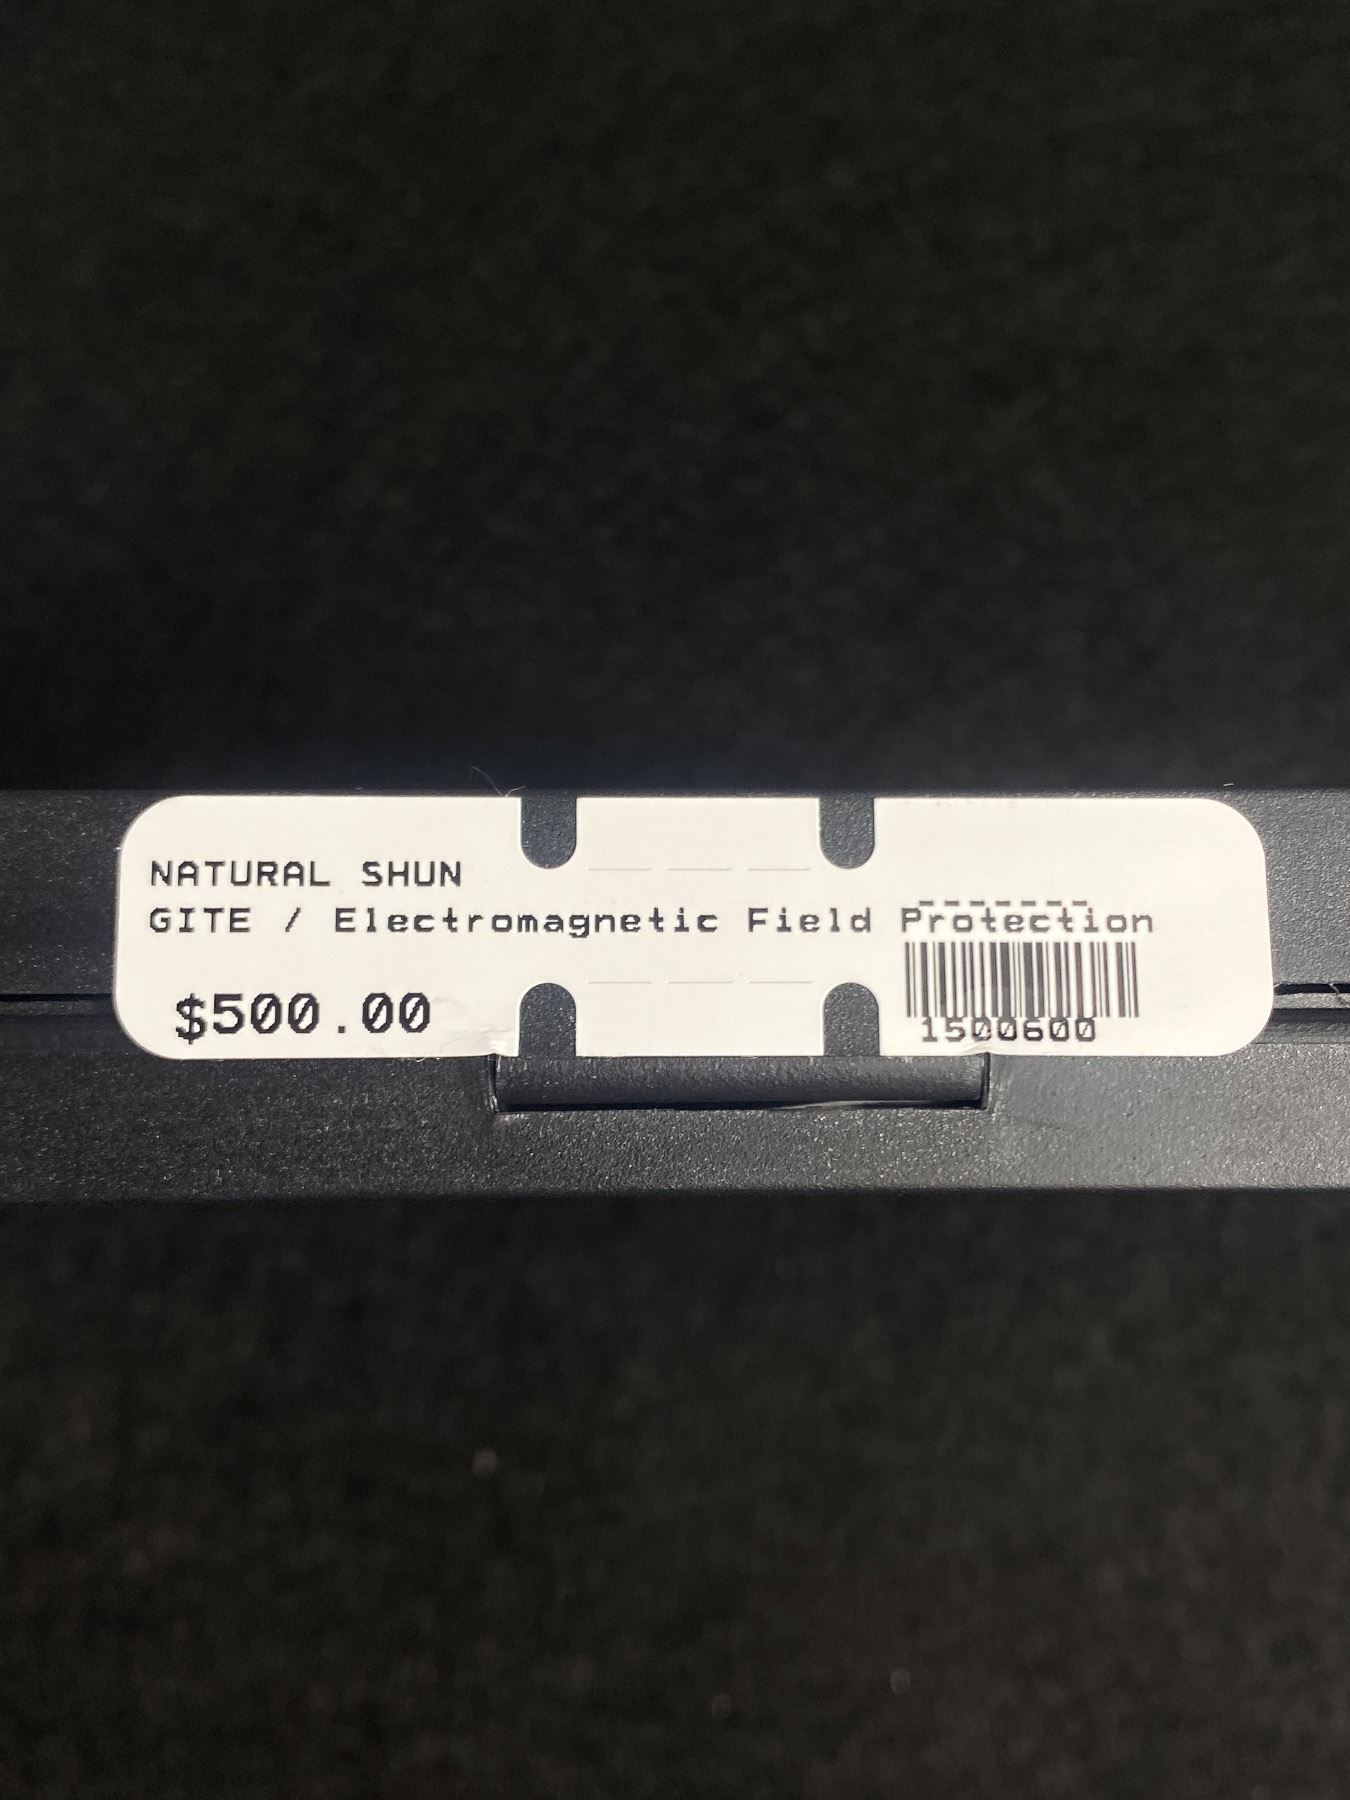 NATURAL SHUN
GITE / Electromagnetic Field Protection
$500.00
1500600